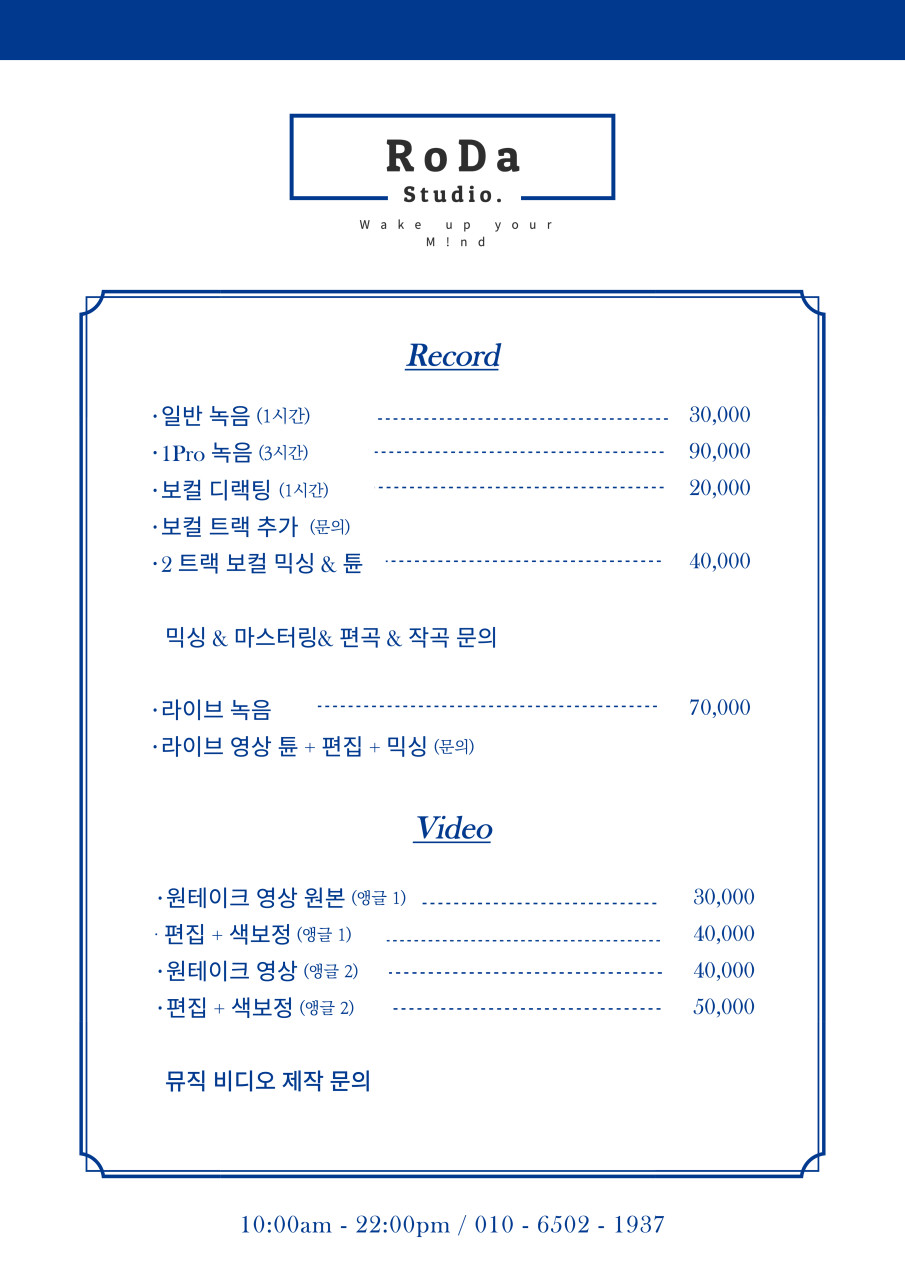 RoDa
Studio.
Wake up your
M!nd
Record
·일반 녹음 (1시간) 30,000
·1Pro 녹음 (3시간) 90,000
·보컬 디랙팅 (1시간) 20,000
·보컬 트랙 추가 (문의)
·2 트랙 보컬 믹싱 & 튠 40,000
믹싱 & 마스터링& 편곡 & 작곡 문의
·라이브 녹음 70,000
·라이브 영상 튠 + 편집 + 믹싱 (문의)
Video
·원테이크 영상 원본 (앵글 1) 30,000
· 편집 + 색보정 (앵글 1) 40,000
·원테이크 영상 (앵글 2) 40,000
·편집 + 색보정 (앵글 2) 50,000
뮤직 비디오 제작 문의
10:00am - 22:00pm / 010 - 6502 - 1937